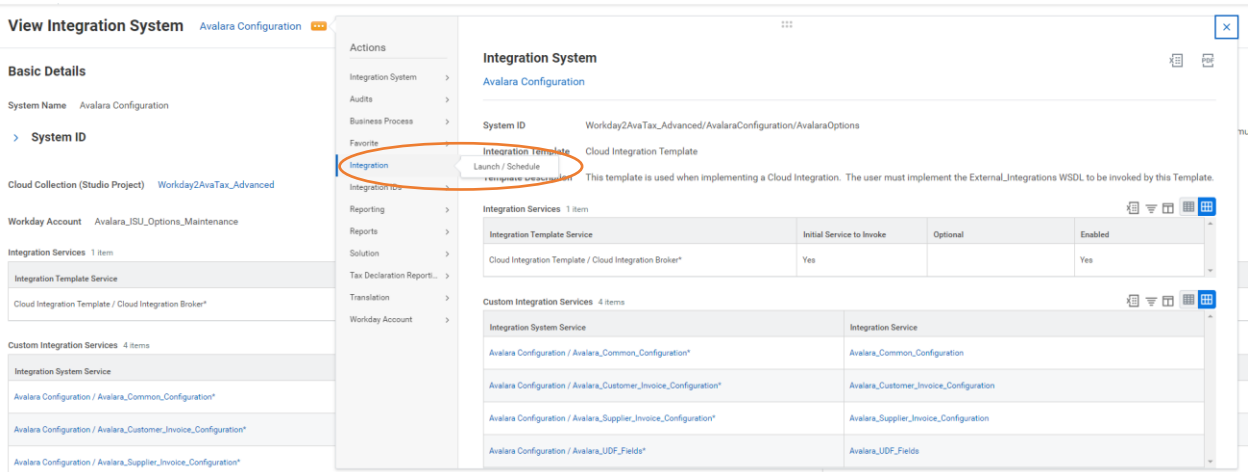 View Integration System Avalara Configuration
Basic Details
System Name Avalara Configuration
System ID
Cloud Collection (Studio Project) Workday2AvaTax_Advanced
Workday Account Avalara_ISU_Options_Maintenance
Integration Services 1 item
Integration Template Service
Cloud Integration Template / Cloud Integration Broker*
Custom Integration Services 4 items
Integration System Service
Avalara Configuration / Avalara_Common_Configuration*
Avalara Configuration / Avalara_Customer_Invoice_Configuration*
Avalara Configuration / Avalara_Supplier_Invoice_Configuration*
Actions
Integration System
Audits
Business Process
Favorite
Integration
Launch / Schedule
Integration IDs
Reporting
Reports
Solution
Tax Declaration Reporti...
Translation
Workday Account
Integration System
PDF
Avalara Configuration
System ID Workday2AvaTax_Advanced/AvalaraConfiguration/AvalaraOptions
Integration Template Cloud Integration Template
Template Description This template is used when implementing a Cloud Integration. The user must implement the External_Integrations WSDL to be invoked by this Template.
Integration Services 1 item
Integration Template Service Initial Service to Invoke Optional Enabled
Cloud Integration Template / Cloud Integration Broker* Yes Yes
Custom Integration Services 4 items
Integration System Service Integration Service
Avalara Configuration / Avalara_Common_Configuration* Avalara_Common_Configuration
Avalara Configuration / Avalara_Customer_Invoice_Configuration* Avalara_Customer_Invoice_Configuration
Avalara Configuration / Avalara_Supplier_Invoice_Configuration* Avalara_Supplier_Invoice_Configuration
Avalara Configuration / Avalara_UDF_Fields* Avalara_UDF_Fields